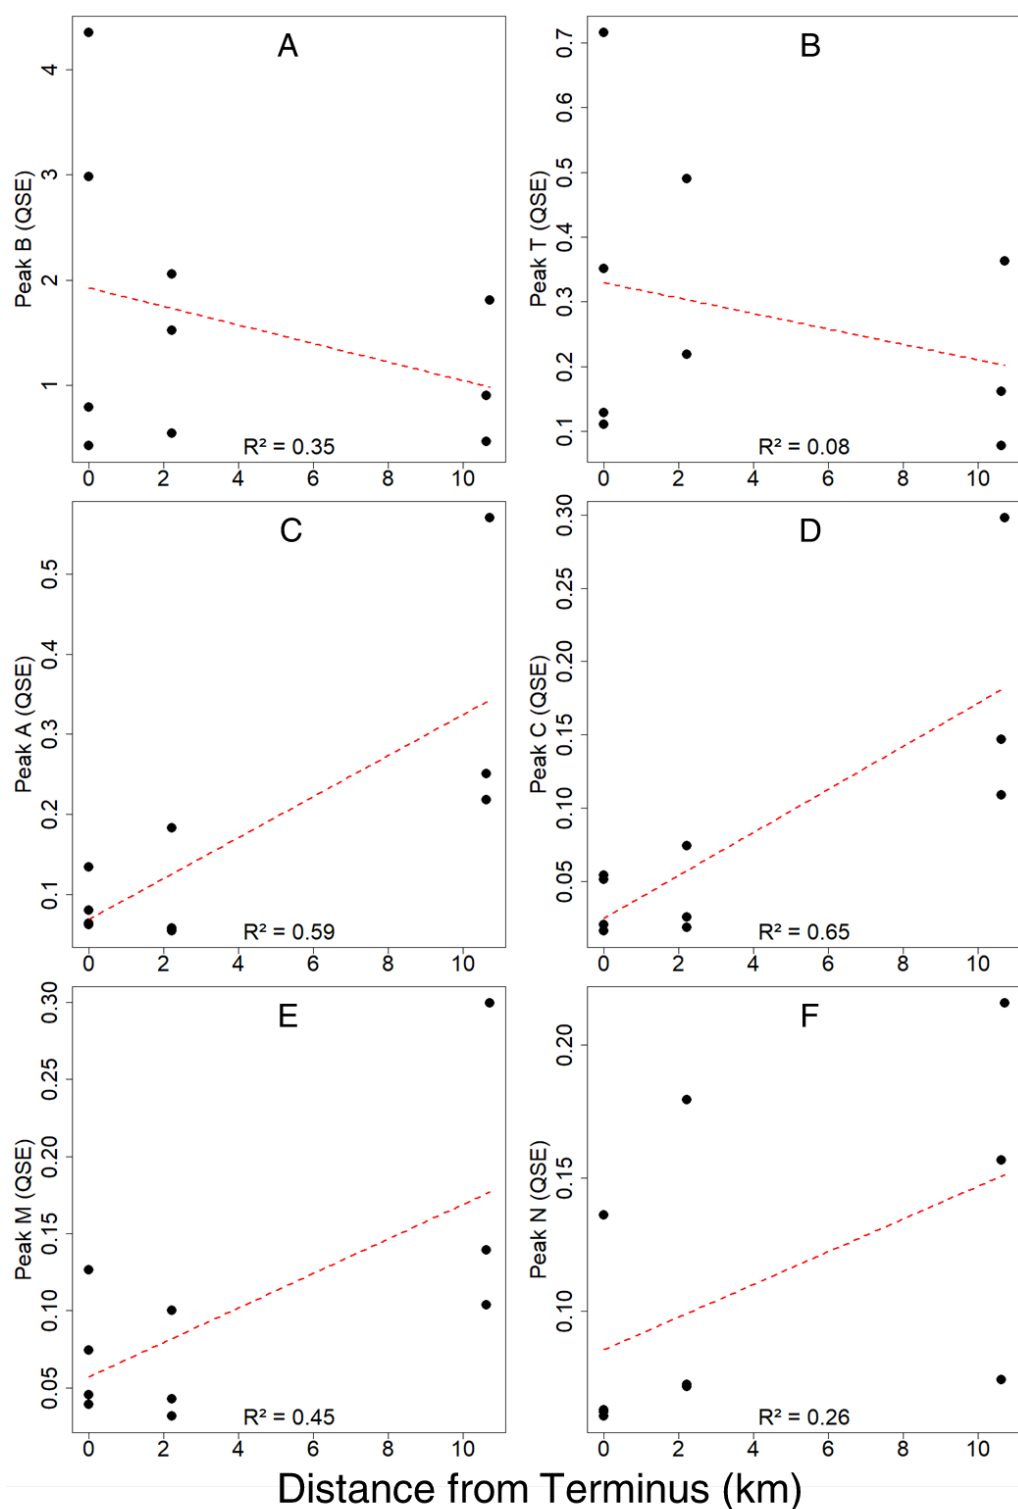 A
Peak B (QSE)
4
3
2
1
R² = 0.35
0 2 4 6 8 10
B
Peak T (QSE)
0.7
0.6
0.5
0.4
0.3
0.2
0.1
R² = 0.08
0 2 4 6 8 10
C
Peak A (QSE)
0.5
0.4
0.3
0.2
0.1
R² = 0.59
0 2 4 6 8 10
D
Peak C (QSE)
0.30
0.25
0.20
0.15
0.10
0.05
R² = 0.65
0 2 4 6 8 10
E
Peak M (QSE)
0.30
0.25
0.20
0.15
0.10
0.05
R² = 0.45
0 2 4 6 8 10
F
Peak N (QSE)
0.20
0.15
0.10
R² = 0.26
0 2 4 6 8 10
Distance from Terminus (km)